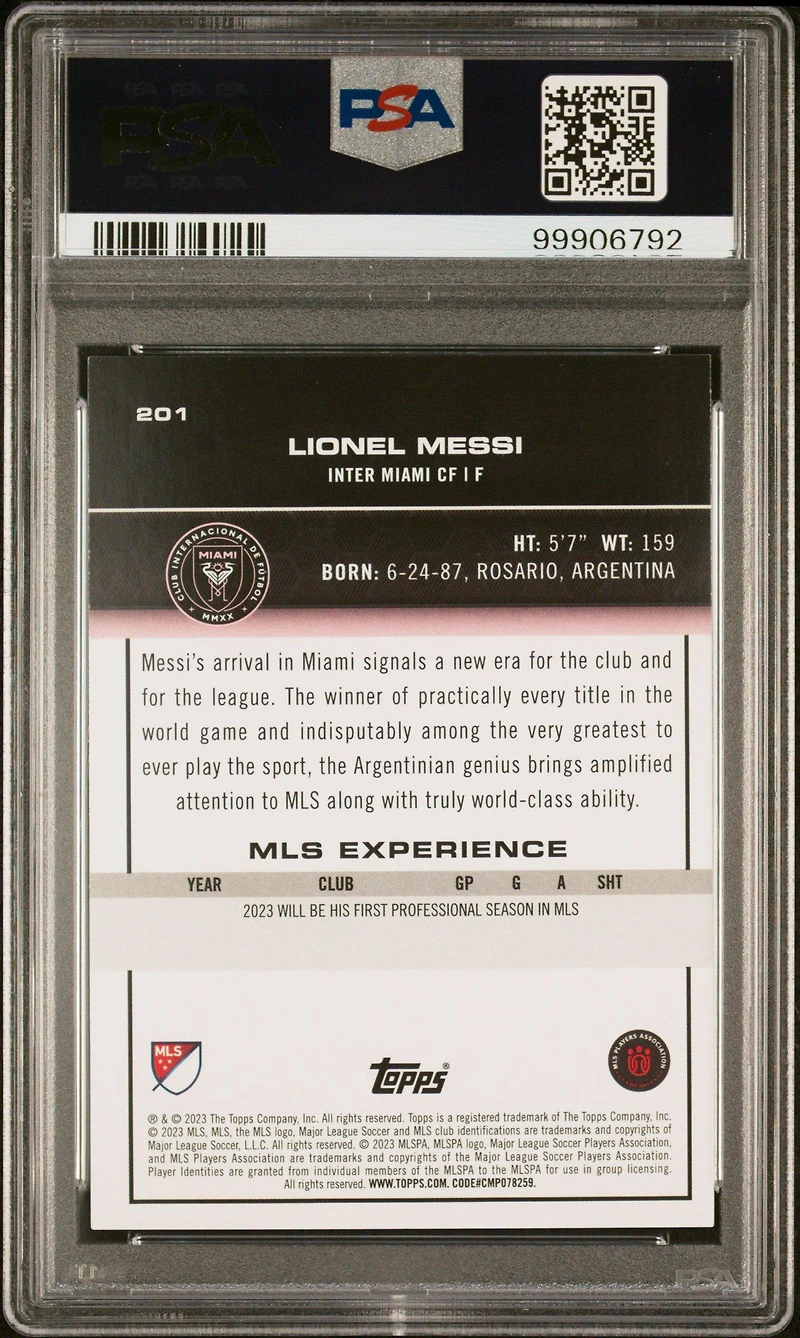 PSA PSA PSA
PSA
PSA PSA PSA
PSA
99906792
201
LIONEL MESSI
INTER MIAMI CF | F
CLUB INTERNACIONAL DE FÚTBOL
MIAMI
MMXX
HT: 5'7" WT: 159
BORN: 6-24-87, ROSARIO, ARGENTINA
Messi's arrival in Miami signals a new era for the club and
for the league. The winner of practically every title in the
world game and indisputably among the very greatest to
ever play the sport, the Argentinian genius brings amplified
attention to MLS along with truly world-class ability.
MLS EXPERIENCE
YEAR CLUB GP G A SHT
2023 WILL BE HIS FIRST PROFESSIONAL SEASON IN MLS
MLS
Topps®
MLS PLAYERS ASSOCIATION
® & © 2023 The Topps Company, Inc. All rights reserved. Topps is a registered trademark of The Topps Company, Inc.
© 2023 MLS, MLS, the MLS logo, Major League Soccer and MLS club identifications are trademarks and copyrights of
Major League Soccer, L.L.C. All rights reserved. © 2023 MLSPA, MLSPA logo, Major League Soccer Players Association,
and MLS Players Association are trademarks and copyrights of the Major League Soccer Players Association.
Player Identities are granted from individual members of the MLSPA to the MLSPA for use in group licensing.
All rights reserved. WWW.TOPPS.COM. CODE#CMP078259.
PSA